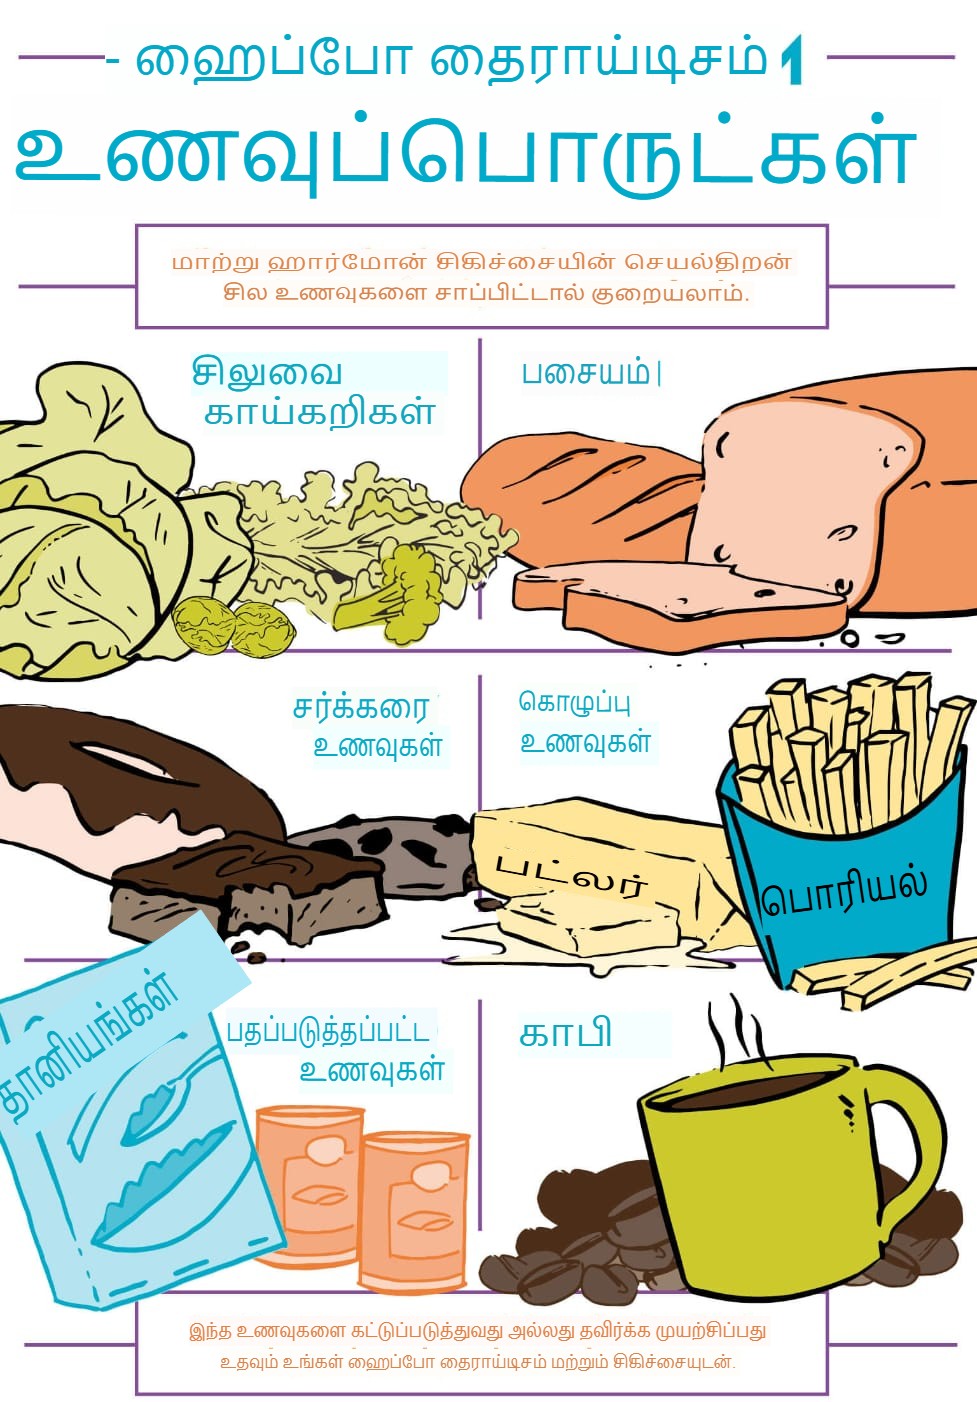 - ஹைப்போ தைராய்டிசம் 1
உணவுப்பொருட்கள்
மாற்று ஹார்மோன் சிகிச்சையின் செயல்திறன்
சில உணவுகளை சாப்பிட்டால் குறையலாம்.
சிலுவை
காய்கறிகள்
பசையம்|
சர்க்கரை
உணவுகள்
கொழுப்பு
உணவுகள்
பட்லர்
பொரியல்
தானியங்கள்
பதப்படுத்தப்பட்ட
உணவுகள்
காபி
இந்த உணவுகளை கட்டுப்படுத்துவது அல்லது தவிர்க்க முயற்சிப்பது
உதவும் உங்கள் ஹைப்போ தைராய்டிசம் மற்றும் சிகிச்சையுடன்.